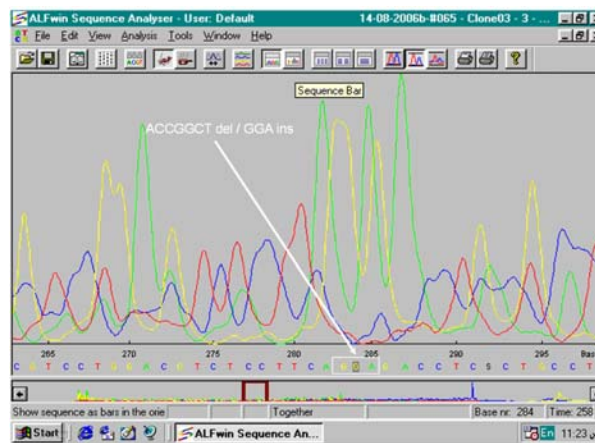 ALFwin Sequence Analyser - User: Default 14-08-2006b-#065 - Clone03 - 3 - ...
File Edit View Analysis Tools Window Help
Sequence Bar
ACCGGCT del / GGA ins
265 270 275 280 285 290 295 298
C G T C C T G G A C G T C T C C T T C A G G A G A C C T C S C T G C C T
Show sequence as bars in the orie Together Base nr: 284 Time: 258
Start ALFwin Sequence An... En 11:23